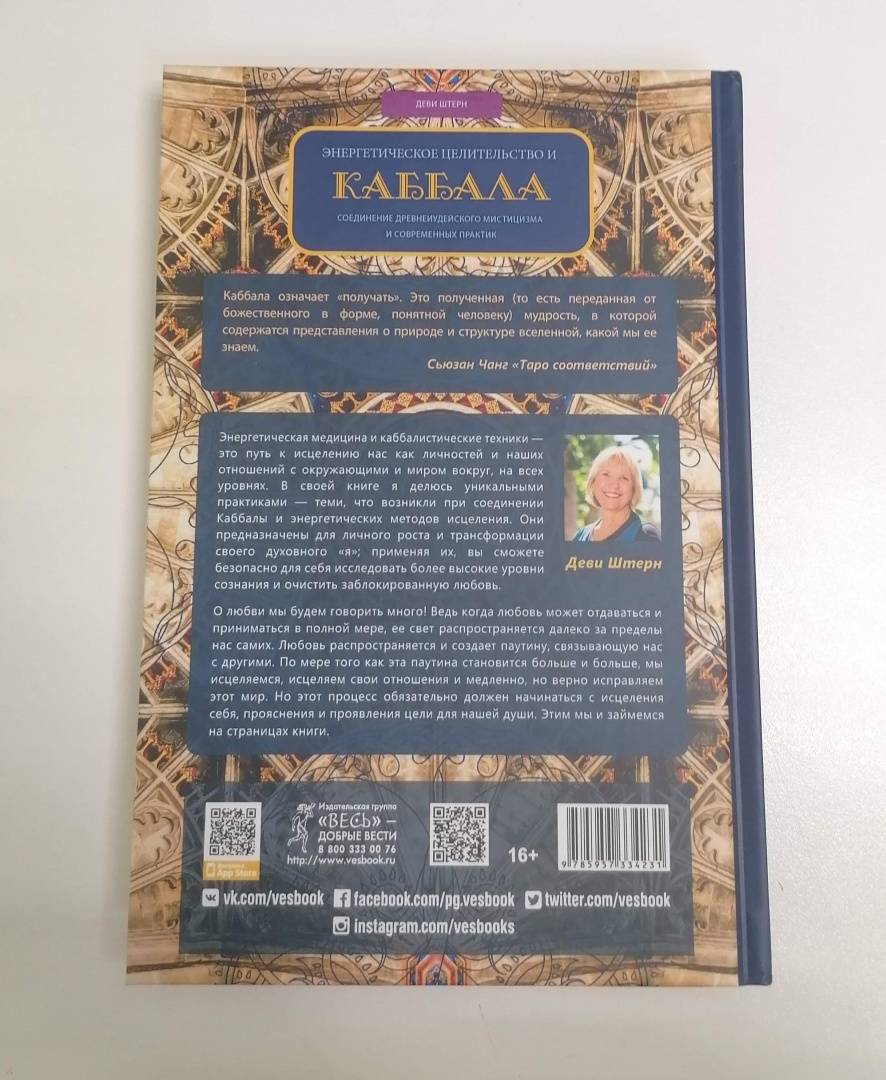 ДЕВИ ШТЕРН
ЭНЕРГЕТИЧЕСКОЕ ЦЕЛИТЕЛЬСТВО И
КАББАЛА
СОЕДИНЕНИЕ ДРЕВНЕИУДЕЙСКОГО МИСТИЦИЗМА
И СОВРЕМЕННЫХ ПРАКТИК
Каббала означает «получать». Это полученная (то есть переданная от
божественного в форме, понятной человеку) мудрость, в которой
содержатся представления о природе и структуре вселенной, какой мы ее
знаем.
Сьюзан Чанг «Таро соответствий»
Энергетическая медицина и каббалистические техники —
это путь к исцелению нас как личностей и наших
отношений с окружающими и миром вокруг, на всех
уровнях. В своей книге я делюсь уникальными
практиками — теми, что возникли при соединении
Каббалы и энергетических методов исцеления. Они
предназначены для личного роста и трансформации
своего духовного «я»; применяя их, вы сможете
безопасно для себя исследовать более высокие уровни
сознания и очистить заблокированную любовь.
Деви Штерн
О любви мы будем говорить много! Ведь когда любовь может отдаваться и
приниматься в полной мере, ее свет распространяется далеко за пределы
нас самих. Любовь распространяется и создает паутину, связывающую нас
с другими. По мере того как эта паутина становится больше и больше, мы
исцеляемся, исцеляем свои отношения и медленно, но верно исправляем
этот мир. Но этот процесс обязательно должен начинаться с исцеления
себя, прояснения и проявления цели для нашей души. Этим мы и займемся
на страницах книги.
Издательская группа
«ВЕСЬ» —
ДОБРЫЕ ВЕСТИ
8 800 333 00 76
http://www.vesbook.ru
App Store
16+
9 785957 334231
vk.com/vesbook facebook.com/pg.vesbook twitter.com/vesbook
instagram.com/vesbooks